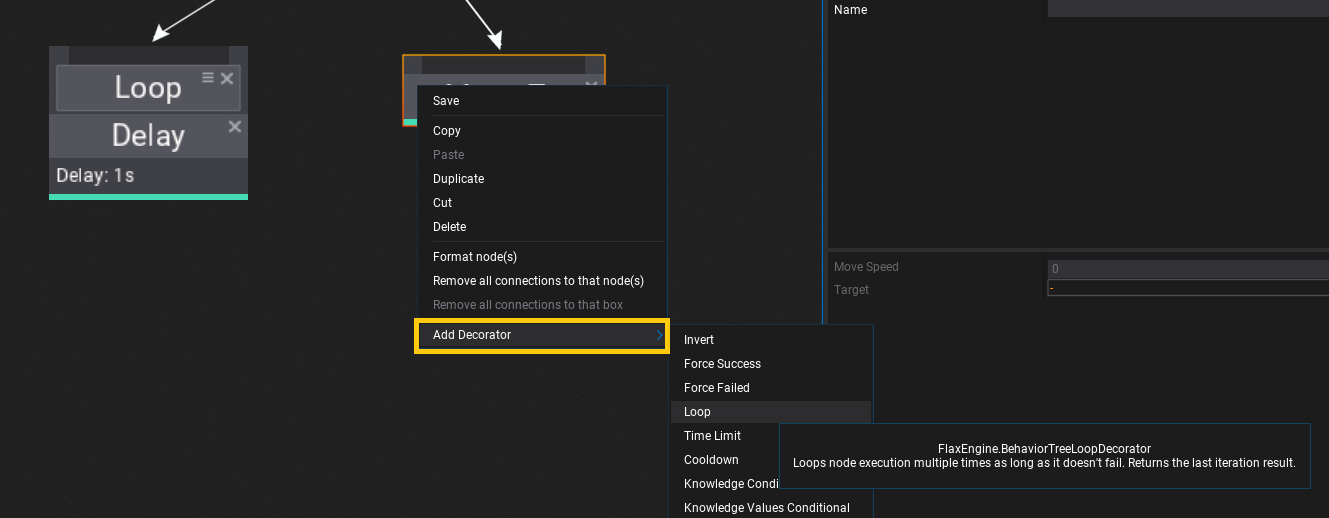 Name
Loop
Delay
Delay: 1s
Save
Copy
Paste
Duplicate
Cut
Delete
Format node(s)
Remove all connections to that node(s)
Remove all connections to that box
Add Decorator
Move Speed
0
Target
-
Invert
Force Success
Force Failed
Loop
Time Limit
Cooldown
Knowledge
Knowledge Values Conditional
FlaxEngine.BehaviorTreeLoopDecorator
Loops node execution multiple times as long as it doesn't fail. Returns the last iteration result.